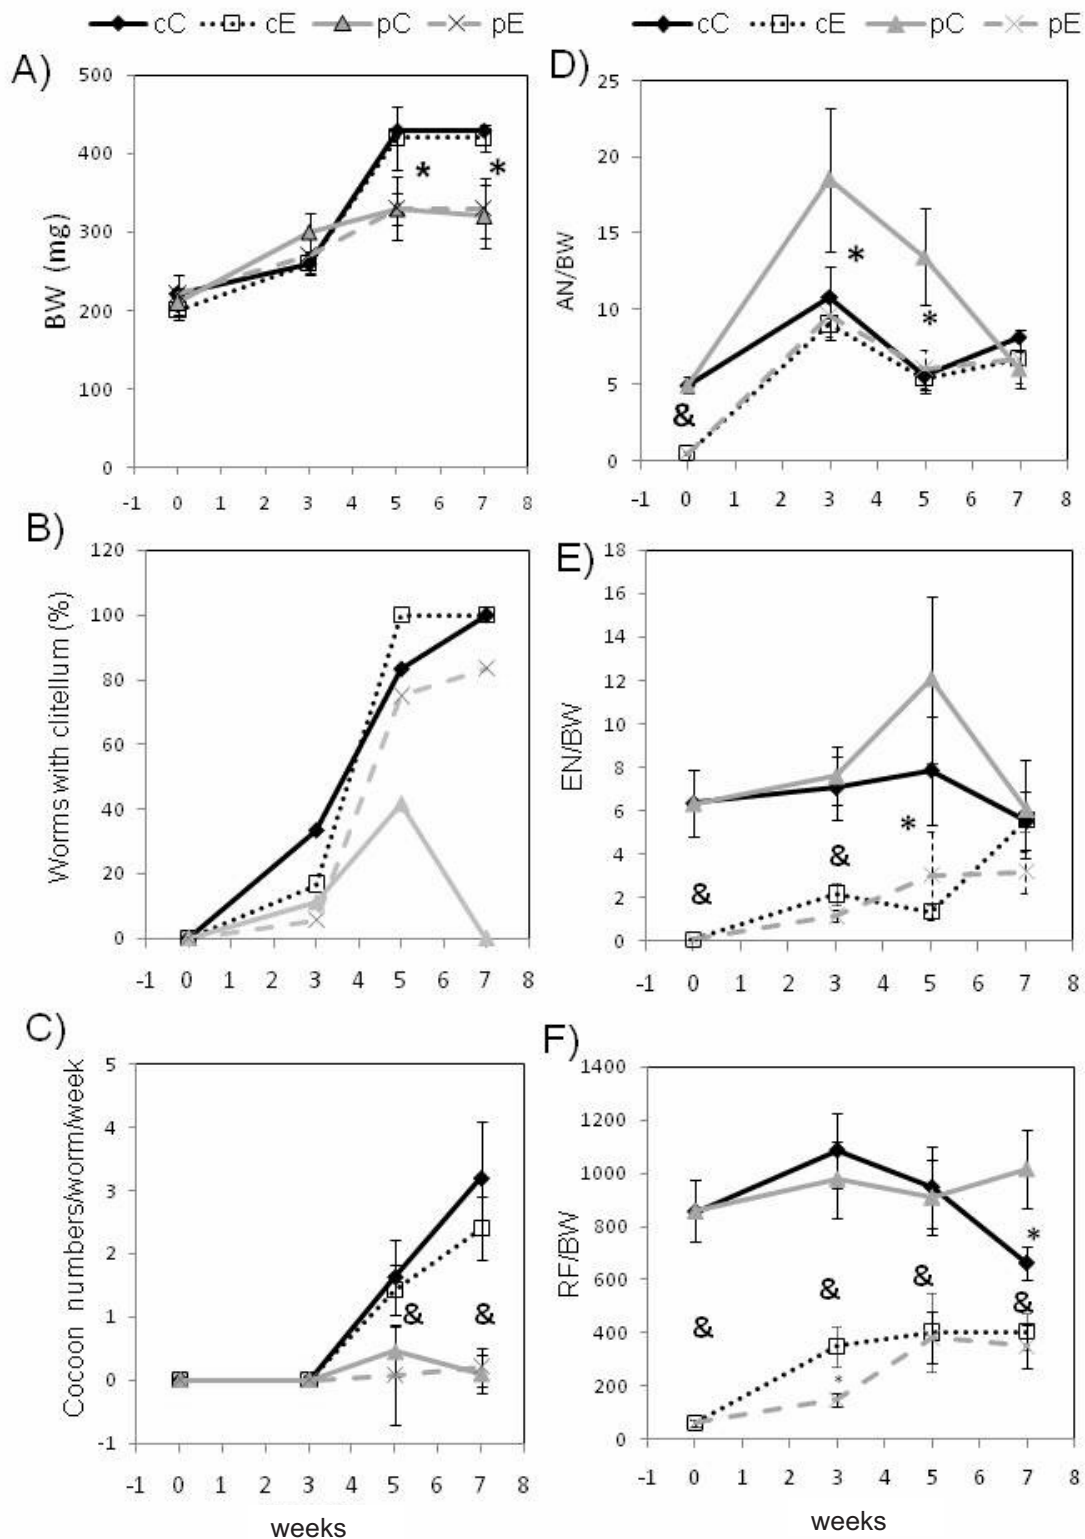 cC cE pC pE
A)
BW (mg)
500
400
300
200
100
0
* *
-1 0 1 2 3 4 5 6 7 8
B)
Worms with clitellum (%)
120
100
80
60
40
20
0
-1 0 1 2 3 4 5 6 7 8
C)
Cocoon numbers/worm/week
5
4
3
2
1
0
-1
& &
-1 0 1 2 3 4 5 6 7 8
weeks
cC cE pC pE
D)
AN/BW
25
20
15
10
5
0
& * *
-1 0 1 2 3 4 5 6 7 8
E)
EN/BW
18
16
14
12
10
8
6
4
2
0
& & *
-1 0 1 2 3 4 5 6 7 8
F)
RF/BW
1400
1200
1000
800
600
400
200
0
& & * & * &
-1 0 1 2 3 4 5 6 7 8
weeks